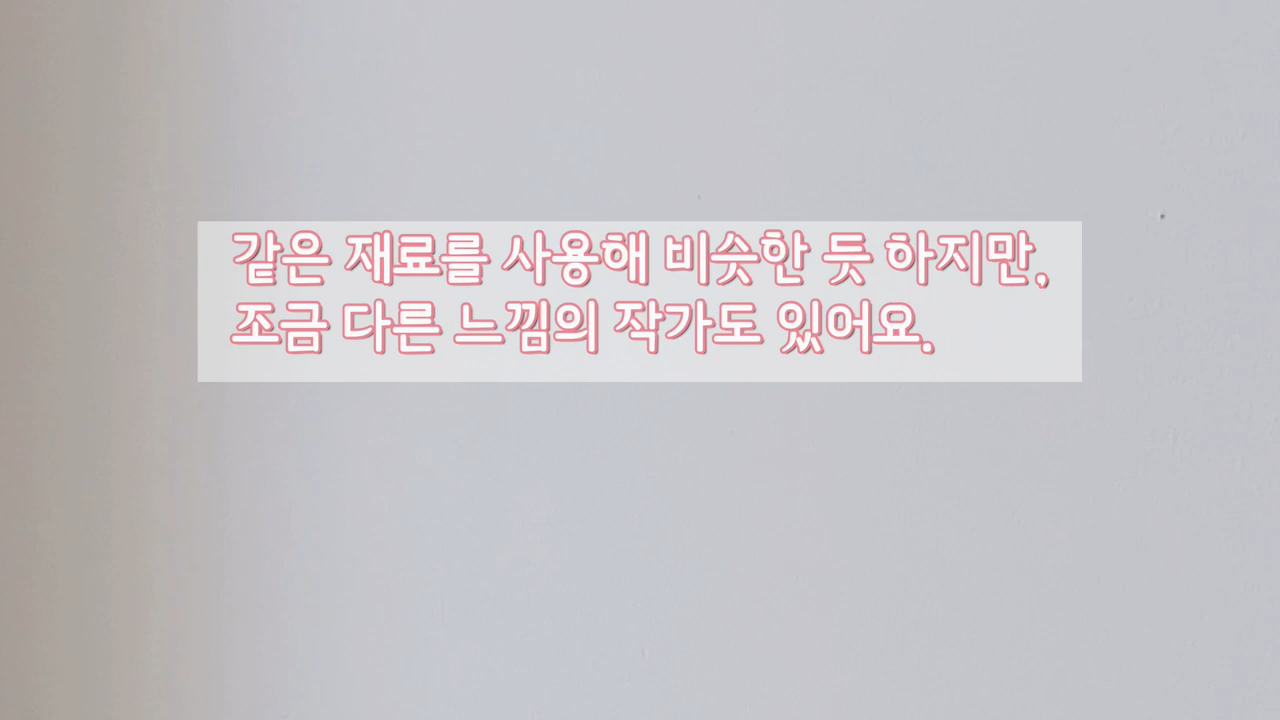 같은 재료를 사용해 비슷한 듯 하지만,
조금 다른 느낌의 작가도 있어요.